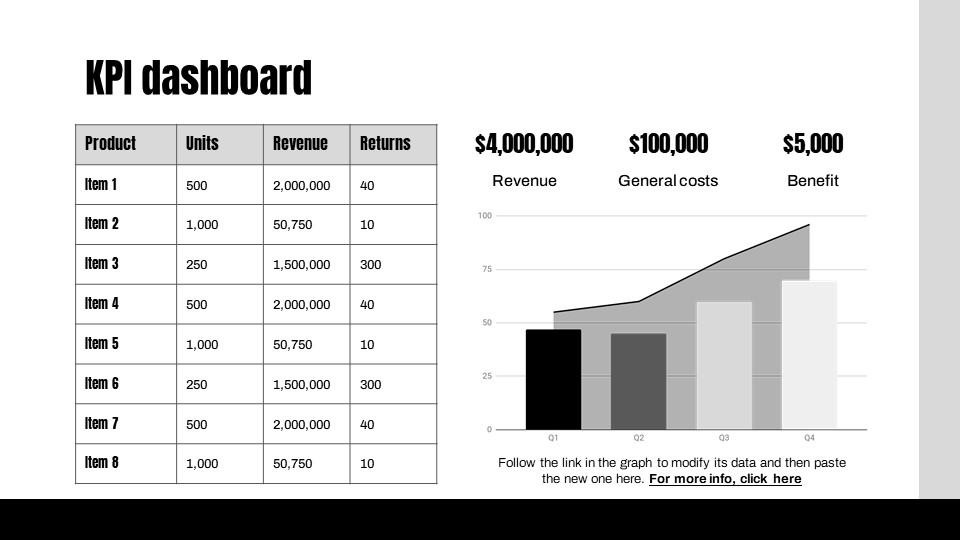 KPI dashboard
Product Units Revenue Returns
Item 1 500 2,000,000 40
Item 2 1,000 50,750 10
Item 3 250 1,500,000 300
Item 4 500 2,000,000 40
Item 5 1,000 50,750 10
Item 6 250 1,500,000 300
Item 7 500 2,000,000 40
Item 8 1,000 50,750 10
$4,000,000 $100,000 $5,000
Revenue General costs Benefit
100
75
50
25
0
Q1 Q2 Q3 Q4
Follow the link in the graph to modify its data and then paste
the new one here. For more info, click here